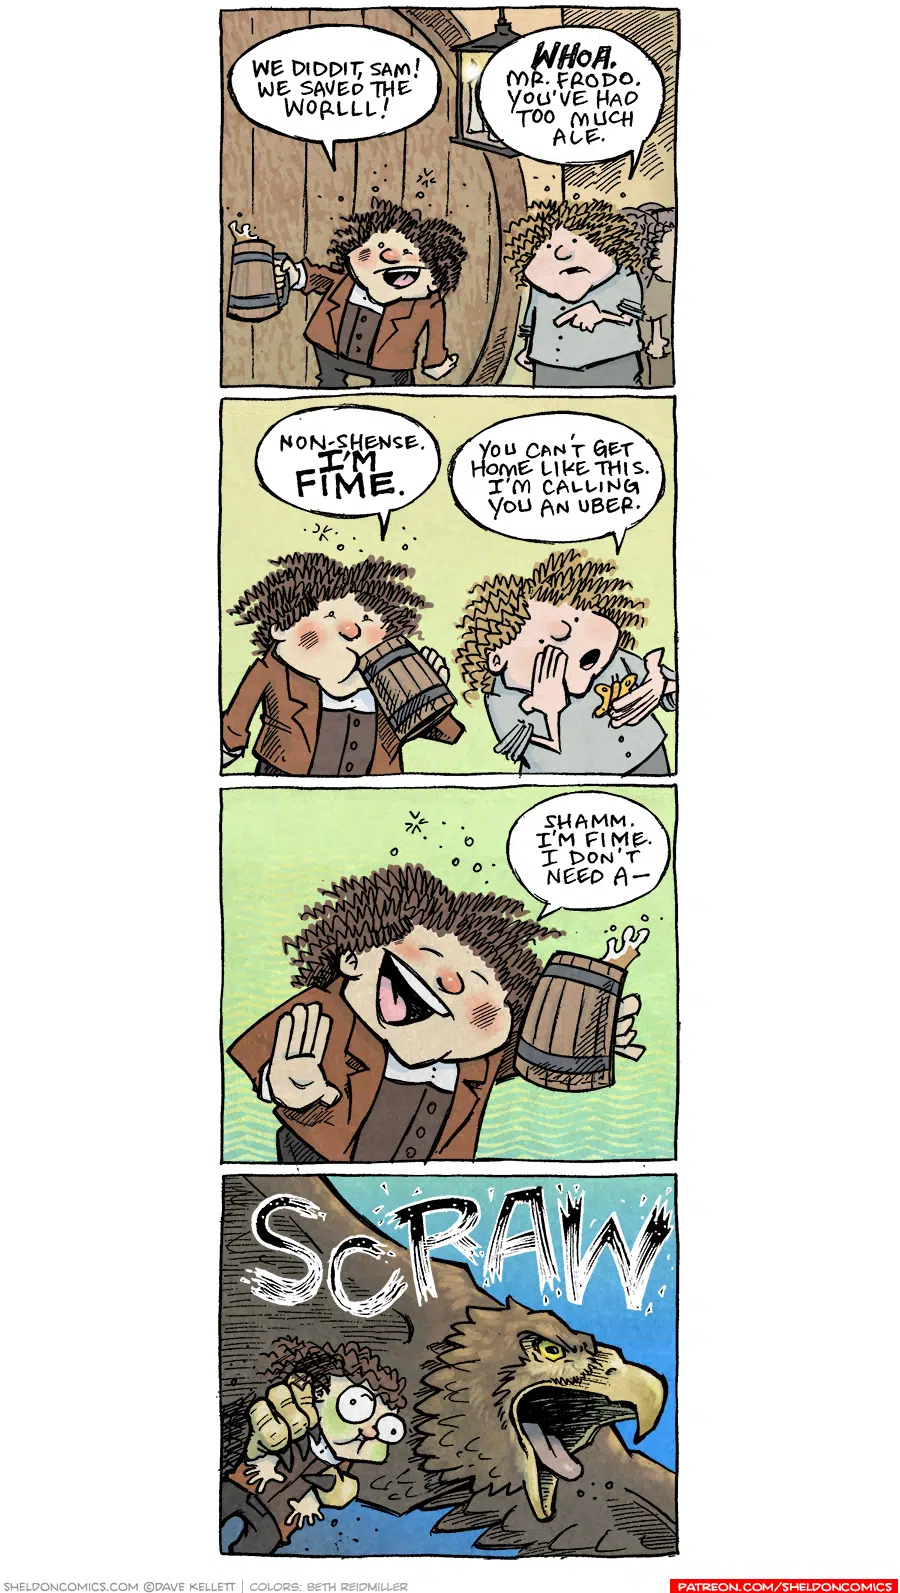 WE DIDDIT, SAM!
WE SAVED THE
WORLLL!
WHOA.
MR. FRODO.
YOU'VE HAD
TOO MUCH
ALE.
NON-SHENSE.
I'M
FIME.
YOU CAN'T GET
HOME LIKE THIS.
I'M CALLING
YOU AN UBER.
SHAMM.
I'M FIME.
I DON'T
NEED A—
SCRAW
SHELDONCOMICS.COM ©DAVE KELLETT | COLORS: BETH REIDMILLER
PATREON.COM/SHELDONCOMICS